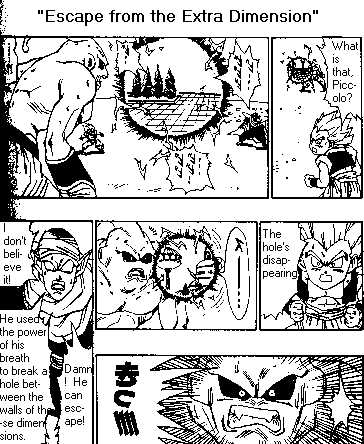 "Escape from the Extra Dimension"
What
is
that,
Picc-
olo?
I
don't
beli-
eve
it!
He used
the power
of his
breath
to break a
hole bet-
ween the
walls of the
-se dimen-
sions.
Damn
! He
can
esc-
ape!
The
hole's
disap-
pearing